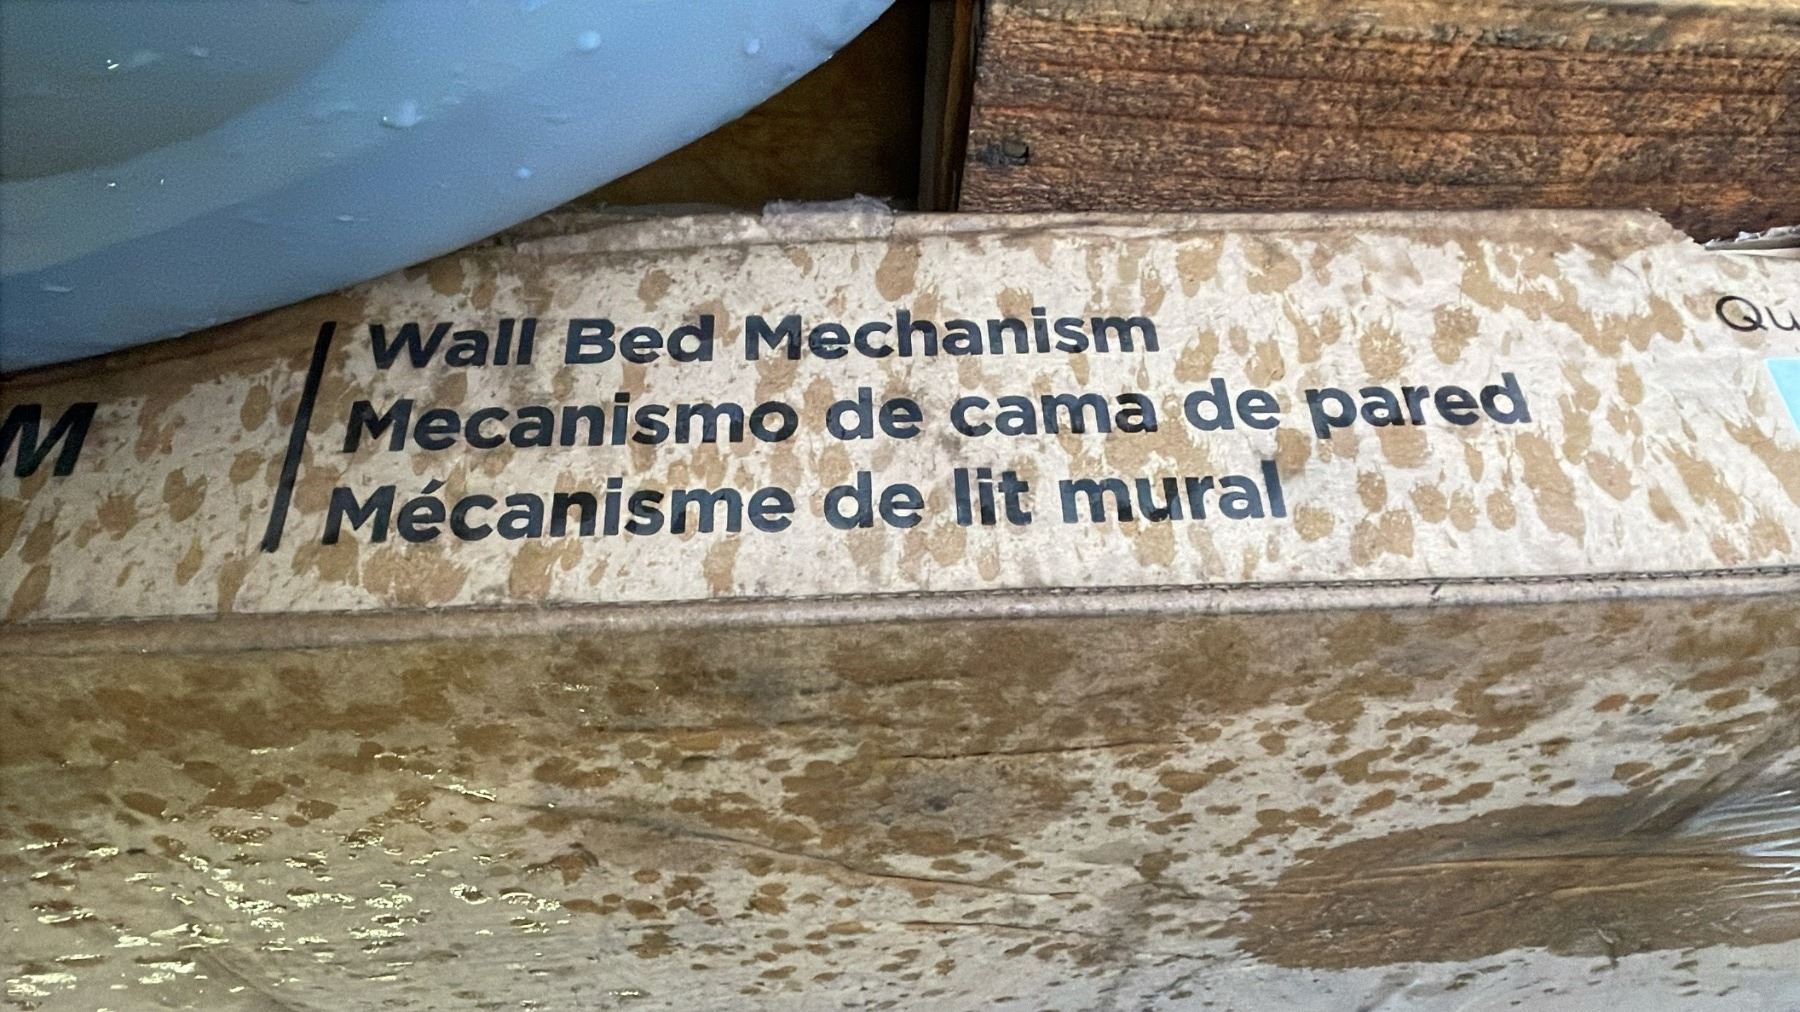 M
Wall Bed Mechanism
Mecanismo de cama de pared
Mécanisme de lit mural